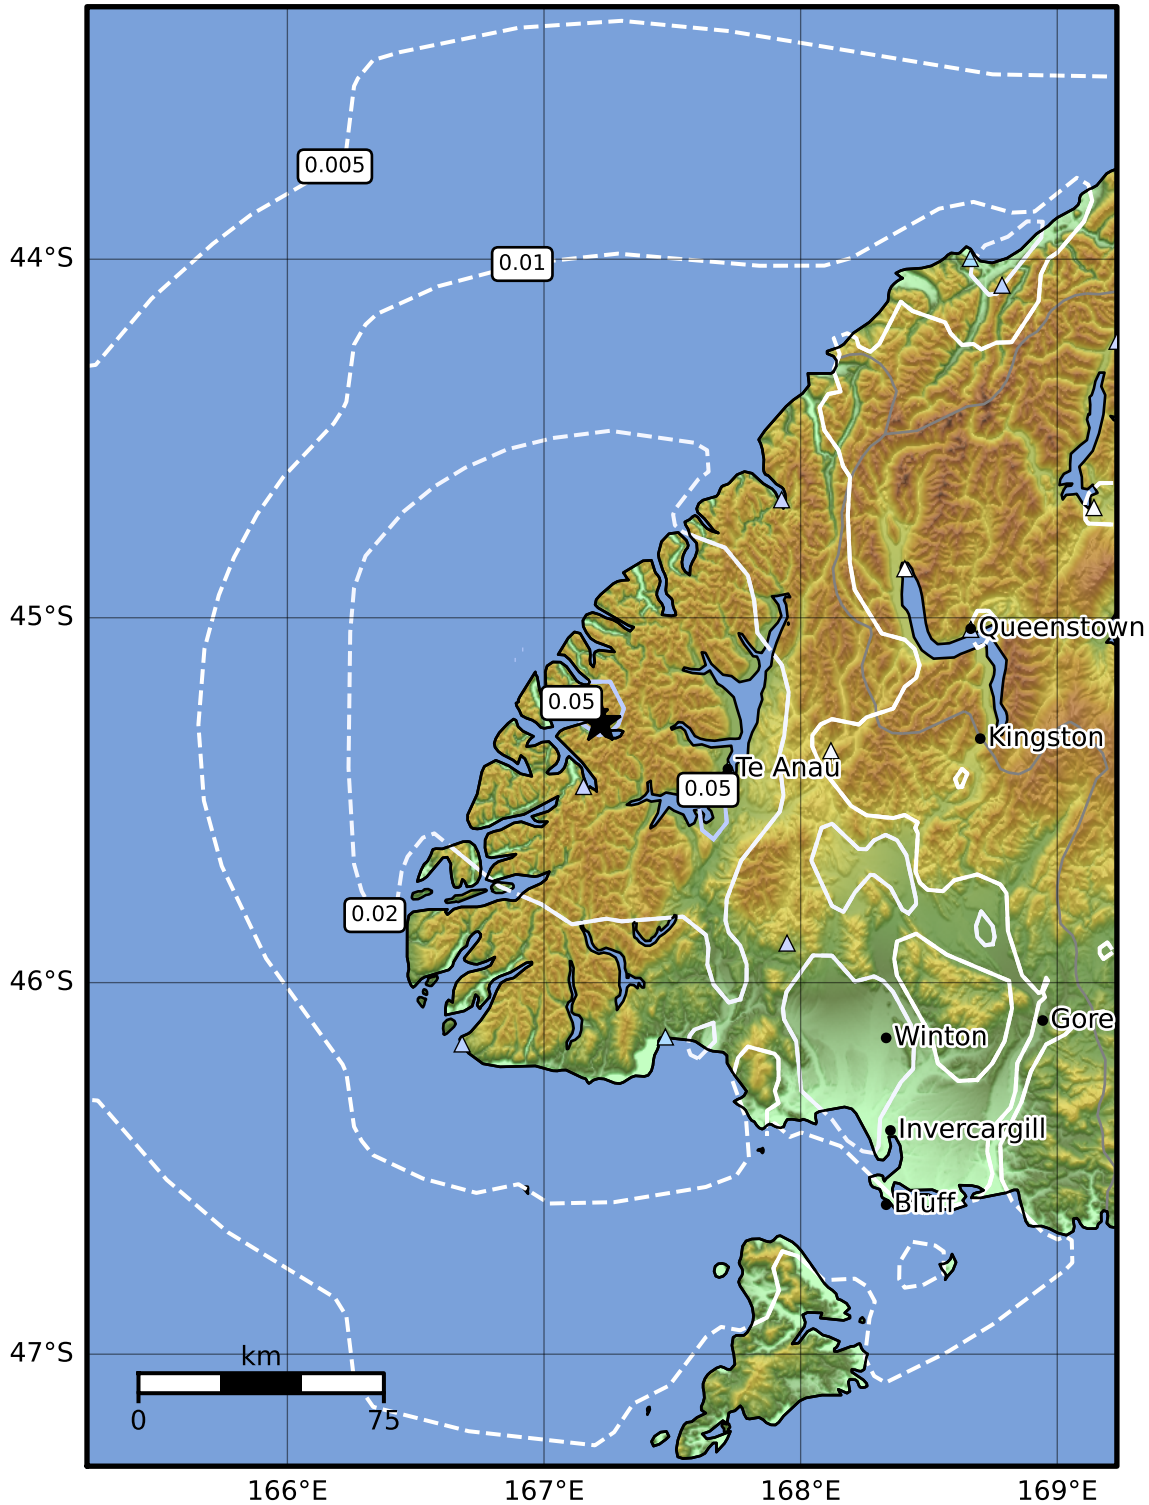 0.005
44°S
0.01
45°S
Queenstown
0.05
Kingston
Te Anau
0.05
0.02
46°S
Gore
Winton
Invercargill
Bluff
47°S
km
0 75
166°E 167°E 168°E 169°E